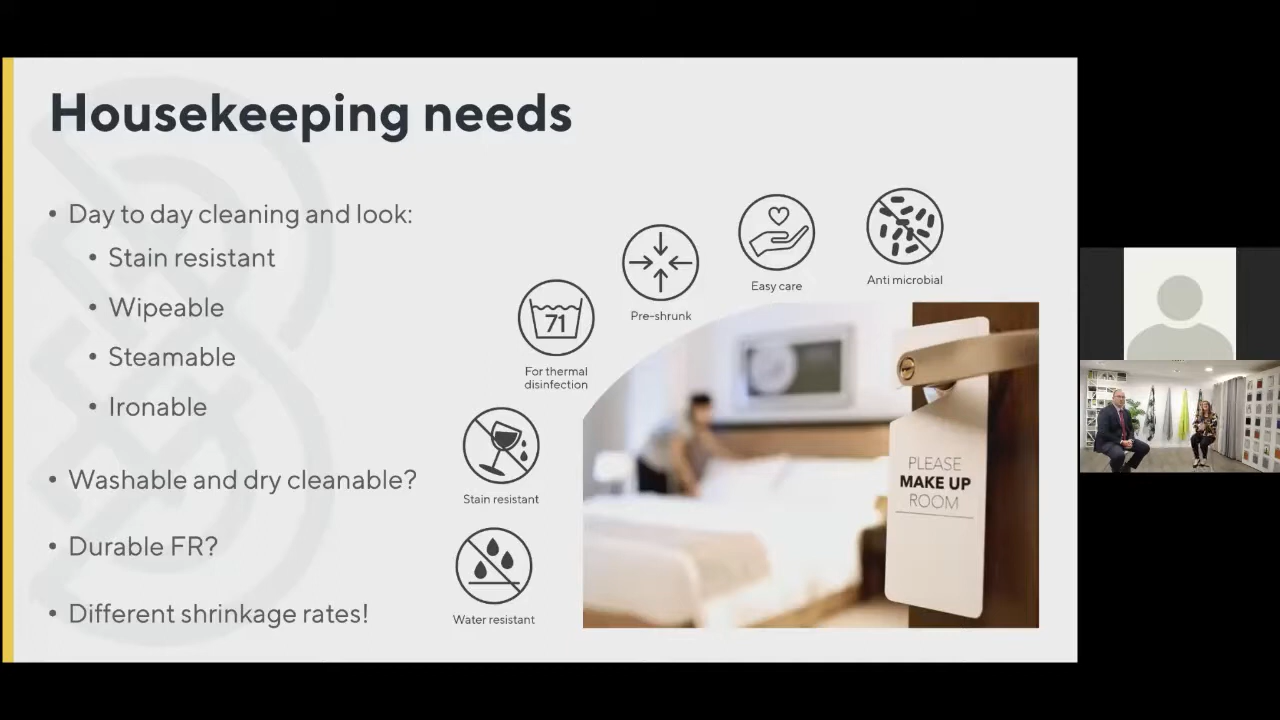 Housekeeping needs
• Day to day cleaning and look:
• Stain resistant
• Wipeable
• Steamable
• Ironable
• Washable and dry cleanable?
• Durable FR?
• Different shrinkage rates!
Anti microbial
Easy care
Pre-shrunk
71
For thermal
disinfection
Stain resistant
Water resistant
PLEASE
MAKE UP
ROOM